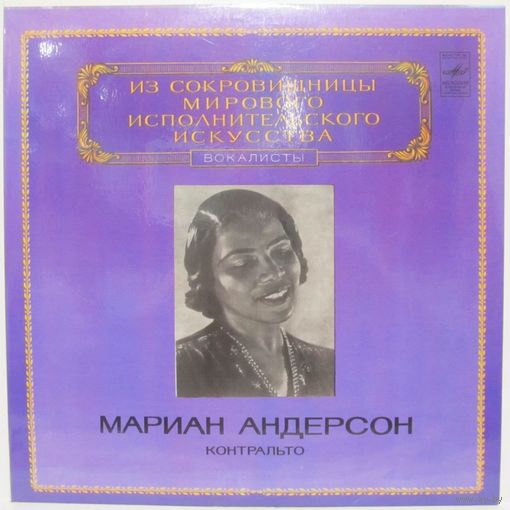 ИЗ СОКРОВИЩНИЦЫ
МИРОВОГО
ИСПОЛНИТЕЛЬСКОГО
ИСКУССТВА
ВОКАЛИСТЫ
МАРИАН АНДЕРСОН
КОНТРАЛЬТО